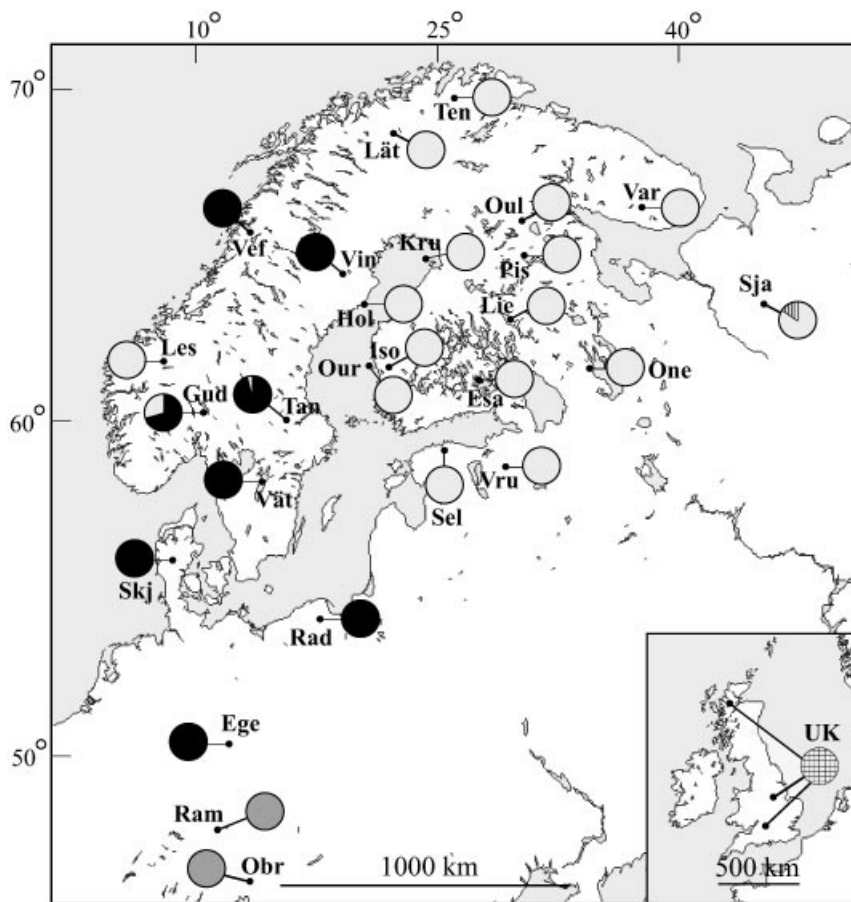 10° 25° 40°
70°
Ten
Lät
Oul
Var
Vef
Vin
Kru
Pis
Sja
Hol
Lie
Les
Iso
Our
One
Gud
Tan
Esa
60°
Vät
Vru
Sel
Skj
Rad
UK
Ege
50°
Ram
Obr
1000 km
500 km